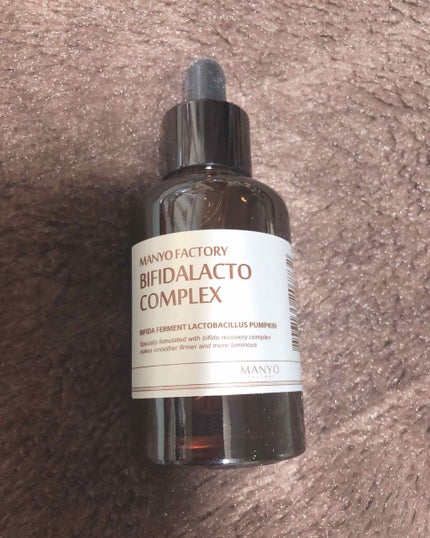 MANYO FACTORY
BIFIDALACTO
COMPLEX
BIFIDA FERMENT LACTOBACILLUS PUMPKIN
Specially formulated with bifida recovery complex
makes smoother firmer and more luminous
MANYO
FACTORY